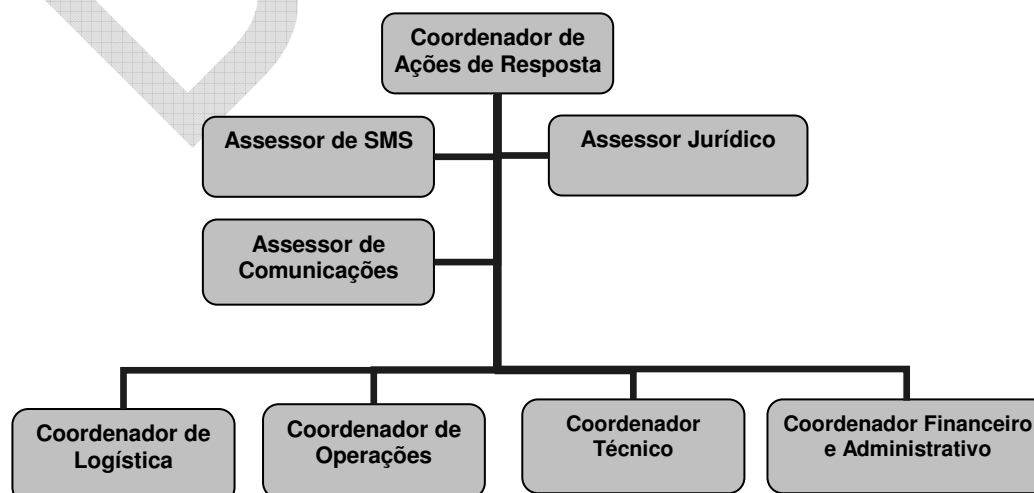 Coordenador de
Ações de Resposta
Assessor de SMS
Assessor Jurídico
Assessor de
Comunicações
Coordenador de
Logística
Coordenador de
Operações
Coordenador
Técnico
Coordenador Financeiro
e Administrativo